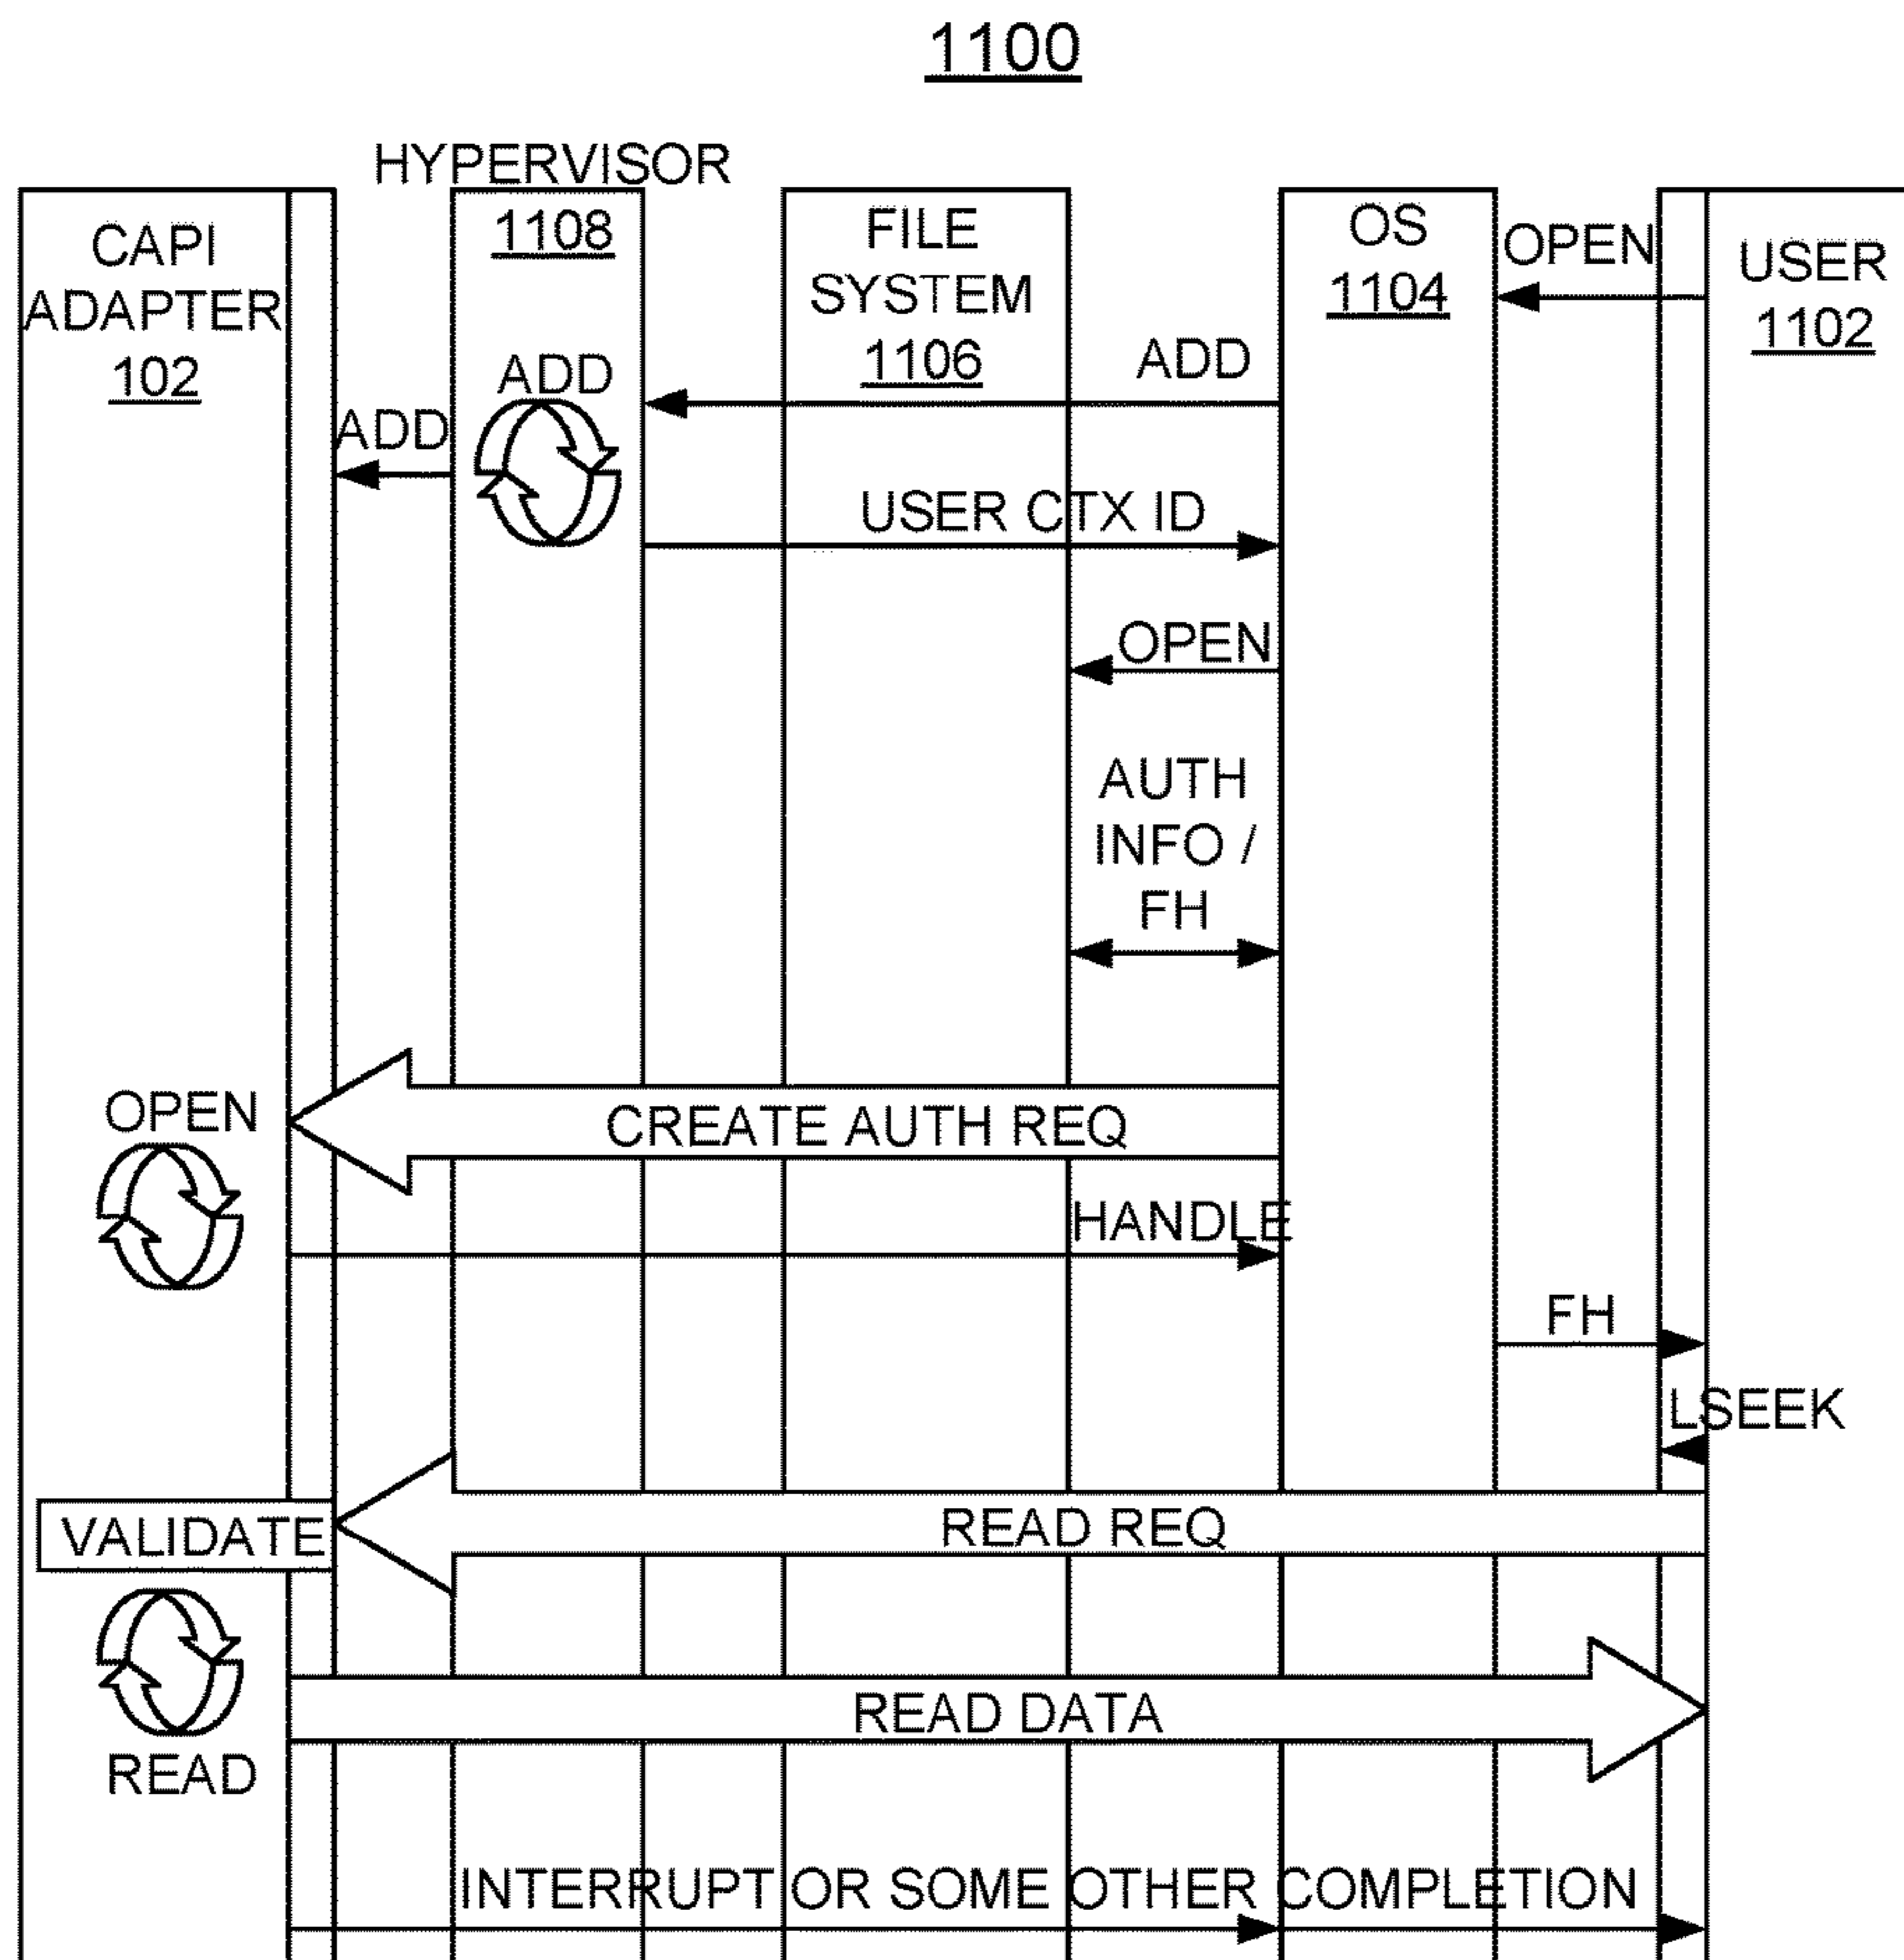 1100
HYPERVISOR
1108
CAPI
ADAPTER
102
FILE
SYSTEM
1106
OS
1104
OPEN
USER
1102
ADD
ADD
ADD
USER CTX ID
OPEN
AUTH
INFO /
FH
OPEN
CREATE AUTH REQ
HANDLE
FH
LSEEK
VALIDATE
READ REQ
READ DATA
READ
INTERRUPT OR SOME OTHER COMPLETION